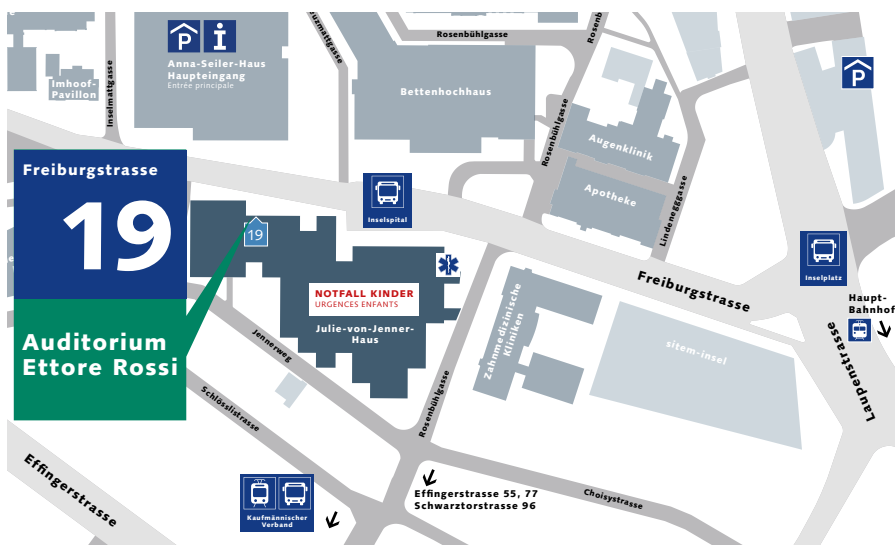 P
i
Anna-Seiler-Haus
Haupteingang
Entrée principale
Imhoof-
Pavillon
Inselmattgasse
Rosenbühlgasse
Bettenhochhaus
P
Rosenbühlgasse
Augenklinik
Apotheke
Lindenegggasse
Freiburgstrasse
19
Auditorium
Ettore Rossi
19
Inselspital
NOTFALL KINDER
URGENCES ENFANTS
Julie-von-Jenner-
Haus
Zahnmedizinische
Kliniken
Freiburgstrasse
Inselplatz
Haupt-
Bahnhof
sitem-insel
Laupenstrasse
Jennerweg
Rosenbühlgasse
Schlösslistrasse
Effingerstrasse
Kaufmännischer
Verband
Effingerstrasse 55, 77
Schwarztorstrasse 96
Choisystrasse